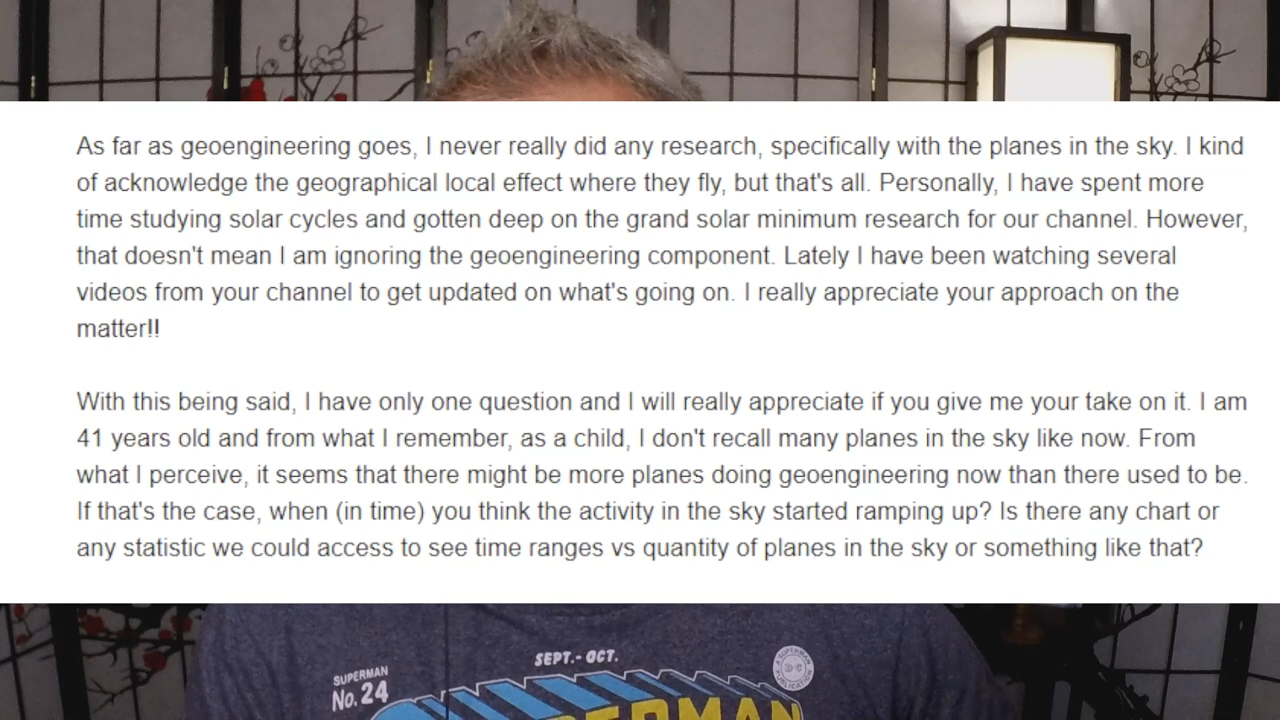 As far as geoengineering goes, I never really did any research, specifically with the planes in the sky. I kind
of acknowledge the geographical local effect where they fly, but that's all. Personally, I have spent more
time studying solar cycles and gotten deep on the grand solar minimum research for our channel. However,
that doesn't mean I am ignoring the geoengineering component. Lately I have been watching several
videos from your channel to get updated on what's going on. I really appreciate your approach on the
matter!!
With this being said, I have only one question and I will really appreciate if you give me your take on it. I am
41 years old and from what I remember, as a child, I don't recall many planes in the sky like now. From
what I perceive, it seems that there might be more planes doing geoengineering now than there used to be.
If that's the case, when (in time) you think the activity in the sky started ramping up? Is there any chart or
any statistic we could access to see time ranges vs quantity of planes in the sky or something like that?
SEPT.- OCT.
SUPERMAN
No. 24